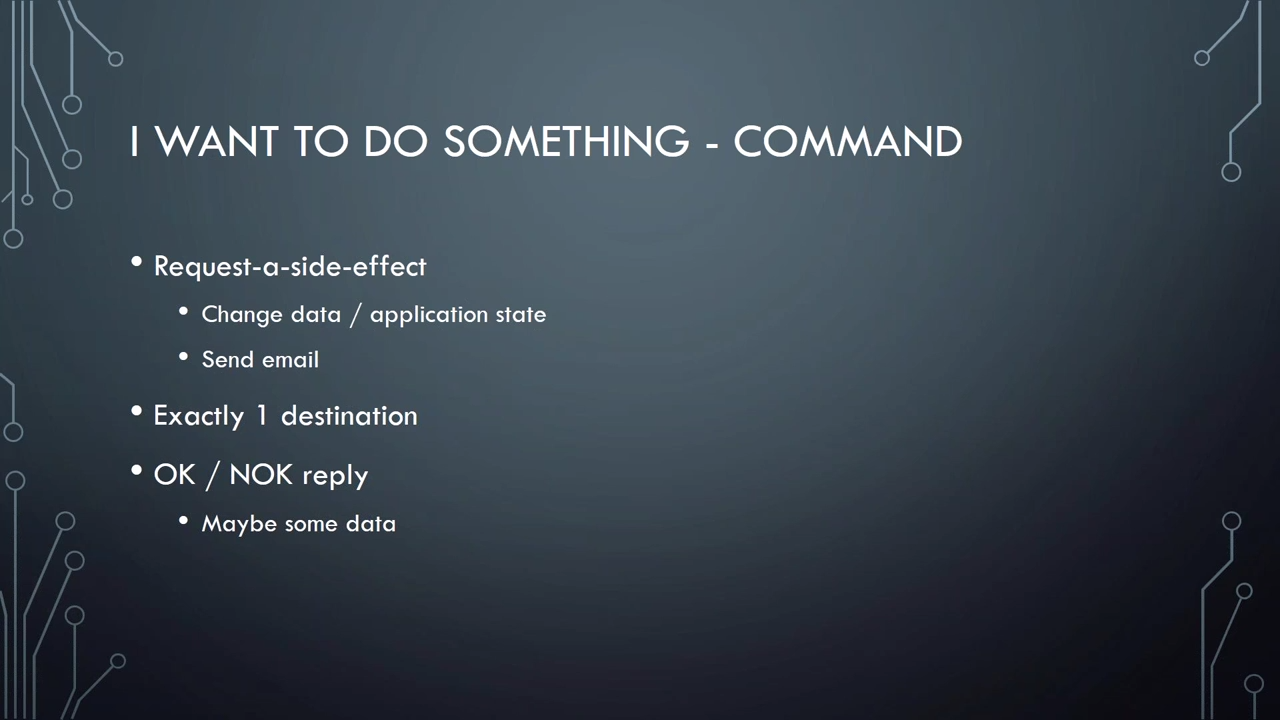 I WANT TO DO SOMETHING - COMMAND
• Request-a-side-effect
• Change data / application state
• Send email
• Exactly 1 destination
• OK / NOK reply
• Maybe some data